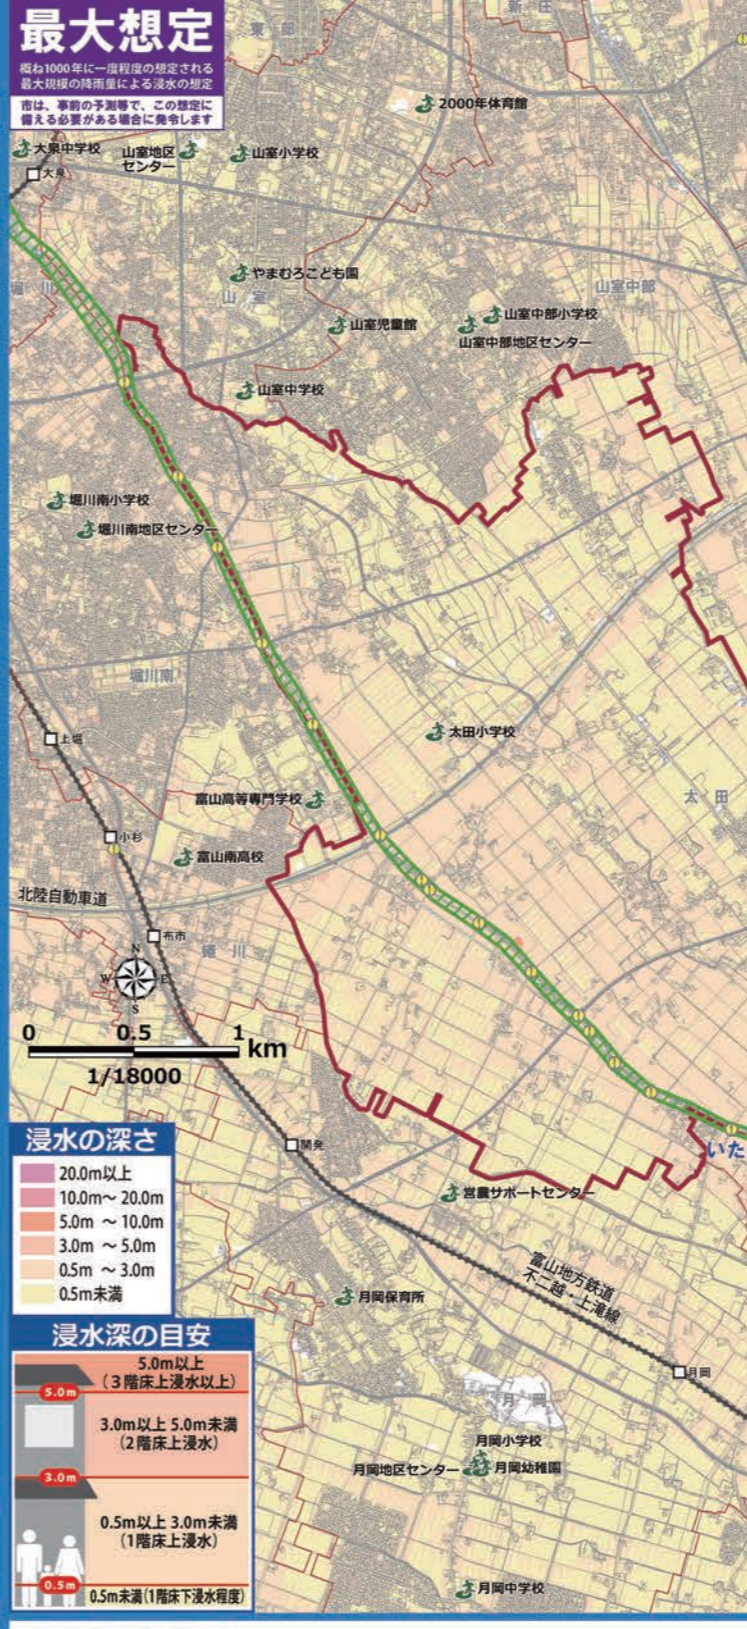 最大想定
概ね1000年に一度程度の想定される
最大規模の降雨量による浸水の想定
市は、事前の予測等で、この想定に
備える必要がある場合に発令します
東部
新庄
2000年体育館
大泉中学校
山室地区
センター
山室小学校
大泉
やまむろこども園
堀川
山室
山室中部
山室児童館
山室中部小学校
山室中部地区センター
山室中学校
堀川南小学校
堀川南地区センター
堀川南
上堀
太田小学校
富山高等専門学校
太田
小杉
富山南高校
北陸自動車道
布市
蜷川
N
W
E
S
0 0.5 1 km
1/18000
浸水の深さ
20.0m以上
10.0m～20.0m
5.0m ～10.0m
3.0m ～5.0m
0.5m ～3.0m
0.5m未満
開発
いた
営農サポートセンター
富山地方鉄道
不二越・上滝線
月岡保育所
月岡
月岡
月岡小学校
月岡地区センター
月岡幼稚園
月岡中学校
浸水深の目安
5.0m以上
(３階床上浸水以上)
5.0m
3.0m以上 5.0m未満
(２階床上浸水)
3.0m
0.5m以上 3.0m未満
(１階床上浸水)
0.5m
0.5m未満(１階床下浸水程度)